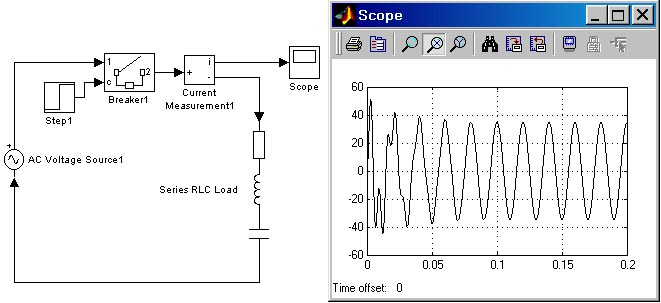 1
2
c
Breaker1
Step1
+
i
-
Current
Measurement1
Scope
+
AC Voltage Source1
Series RLC Load
Scope
60
40
20
0
-20
-40
-60
0
0.05
0.1
0.15
0.2
Time offset: 0